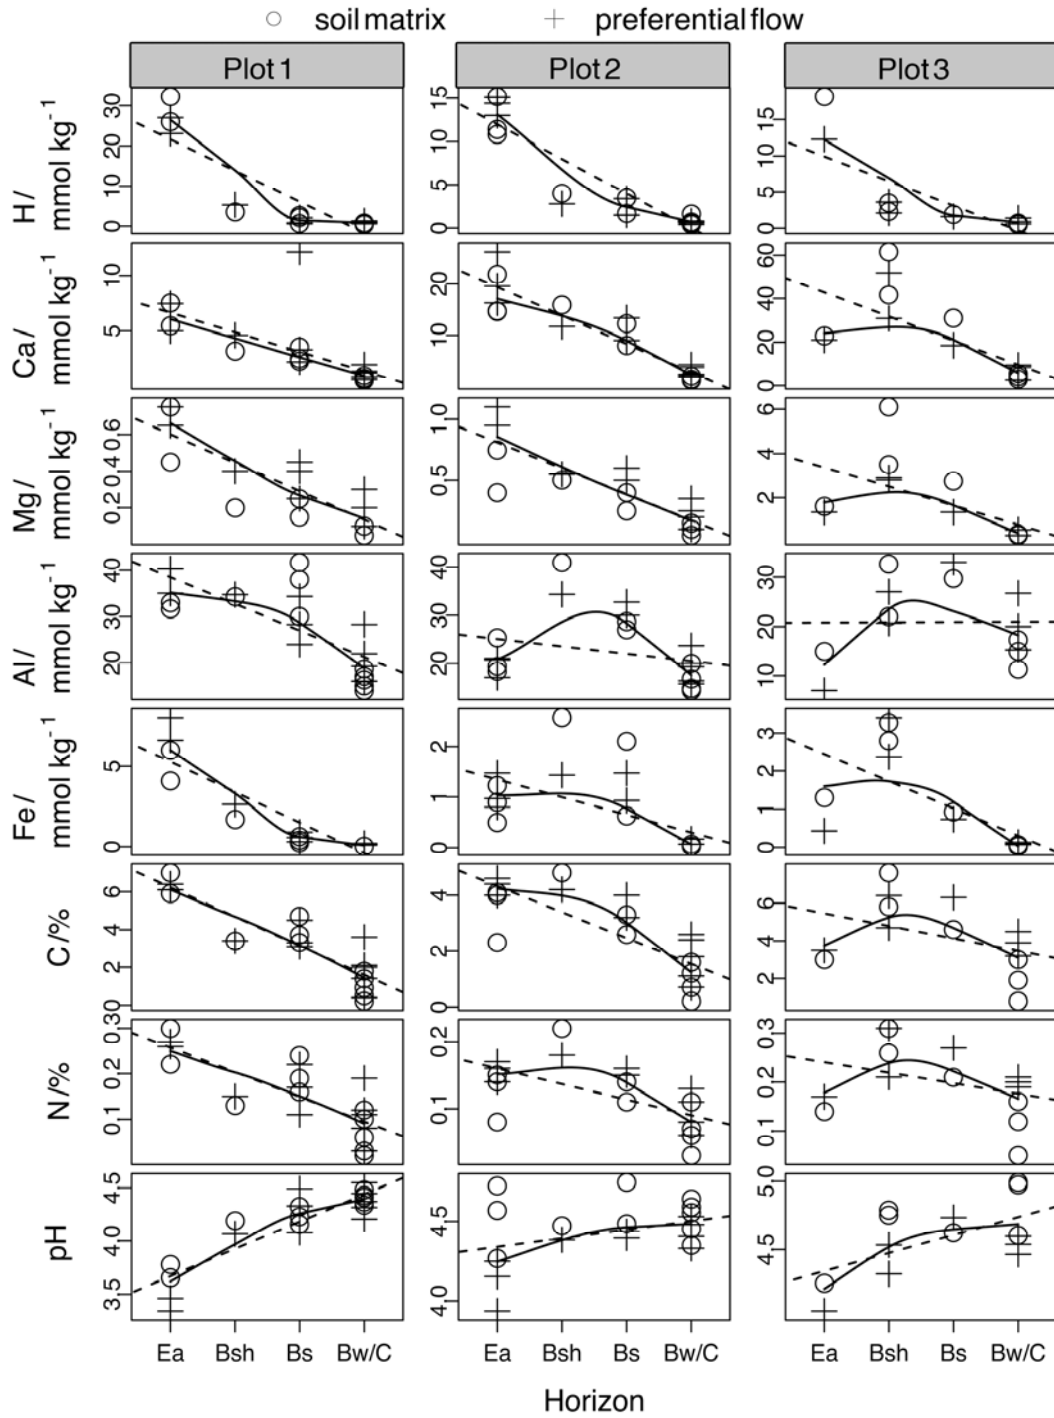 ○ soil matrix + preferential flow
Plot 1 Plot 2 Plot 3
H / mmol kg⁻¹
0 10 20 30
0 5 10 15
0 5 10 15
Ca / mmol kg⁻¹
5 10
10 20
0 20 40 60
Mg / mmol kg⁻¹
0.2 0.4 0.6
0.5 1.0
2 4 6
Al / mmol kg⁻¹
20 30 40
20 30 40
10 20 30
Fe / mmol kg⁻¹
0 5
0 1 2
0 1 2 3
C / %
0 2 4 6
0 2 4
2 4 6
N / %
0.1 0.2 0.3
0.1 0.2
0 0.1 0.2 0.3
pH
3.5 4.0 4.5
4.0 4.5
4.5 5
Ea Bsh Bs Bw/C Ea Bsh Bs Bw/C Ea Bsh Bs Bw/C
Horizon